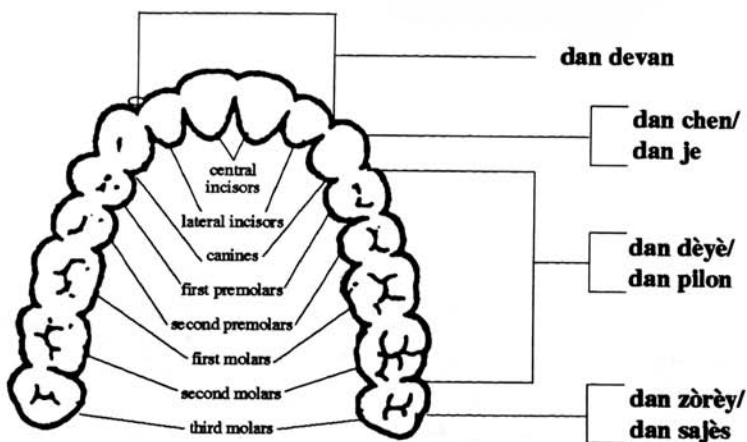 dan devan
dan chen/
dan je
central
incisors
lateral incisors
canines
first premolars
dan dèyè/
dan pilon
second premolars
first molars
second molars
third molars
dan zòrèy/
dan sajès